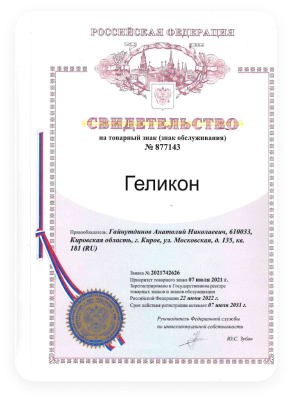 РОССИЙСКАЯ ФЕДЕРАЦИЯ
СВИДЕТЕЛЬСТВО
на товарный знак (знак обслуживания)
№ 877143
Геликон
Правообладатель: Гайнутдинов Анатолий Николаевич, 610033,
Кировская область, г. Киров, ул. Московская, д. 135, кв.
181 (RU)
Заявка № 2021742626
Приоритет товарного знака 07 июля 2021 г.
Зарегистрировано в Государственном реестре
товарных знаков и знаков обслуживания
Российской Федерации 22 июня 2022 г.
Срок действия регистрации истекает 07 июля 2031 г.
Руководитель Федеральной службы
по интеллектуальной собственности
Ю.С. Зубов